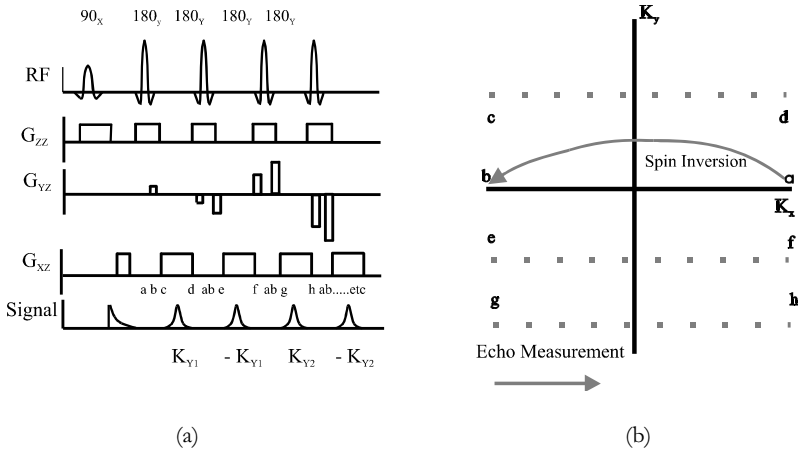 90X 180y 180Y 180Y 180Y
RF
GZZ
GYZ
GXZ
a b c d ab e f ab g h ab.....etc
Signal
KY1 - KY1 KY2 - KY2
(a)
Ky
c d
Spin Inversion
b a
Kx
e f
g h
Echo Measurement
(b)